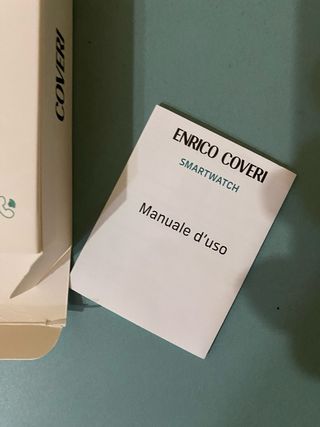 COVERI
ENRICO COVERI
SMARTWATCH
Manuale d'uso